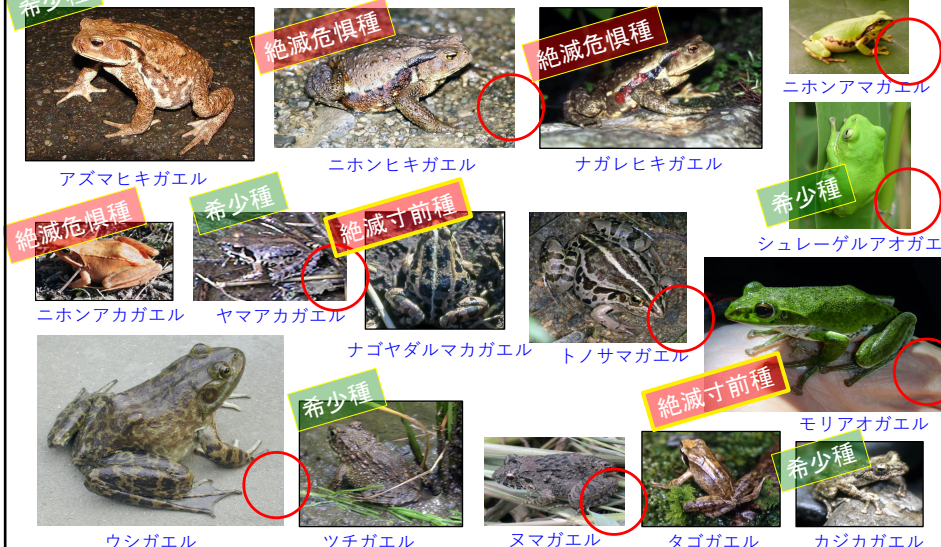 希少種
絶滅危惧種
絶滅危惧種
ニホンアマガエル
アズマヒキガエル
ニホンヒキガエル
ナガレヒキガエル
希少種
シュレーゲルアオガエ
絶滅危惧種
希少種
絶滅寸前種
ニホンアカガエル
ヤマアカガエル
ナゴヤダルマカガエル
トノサマガエル
絶滅寸前種
モリアオガエル
希少種
希少種
ウシガエル
ツチガエル
ヌマガエル
タゴガエル
カジカガエル